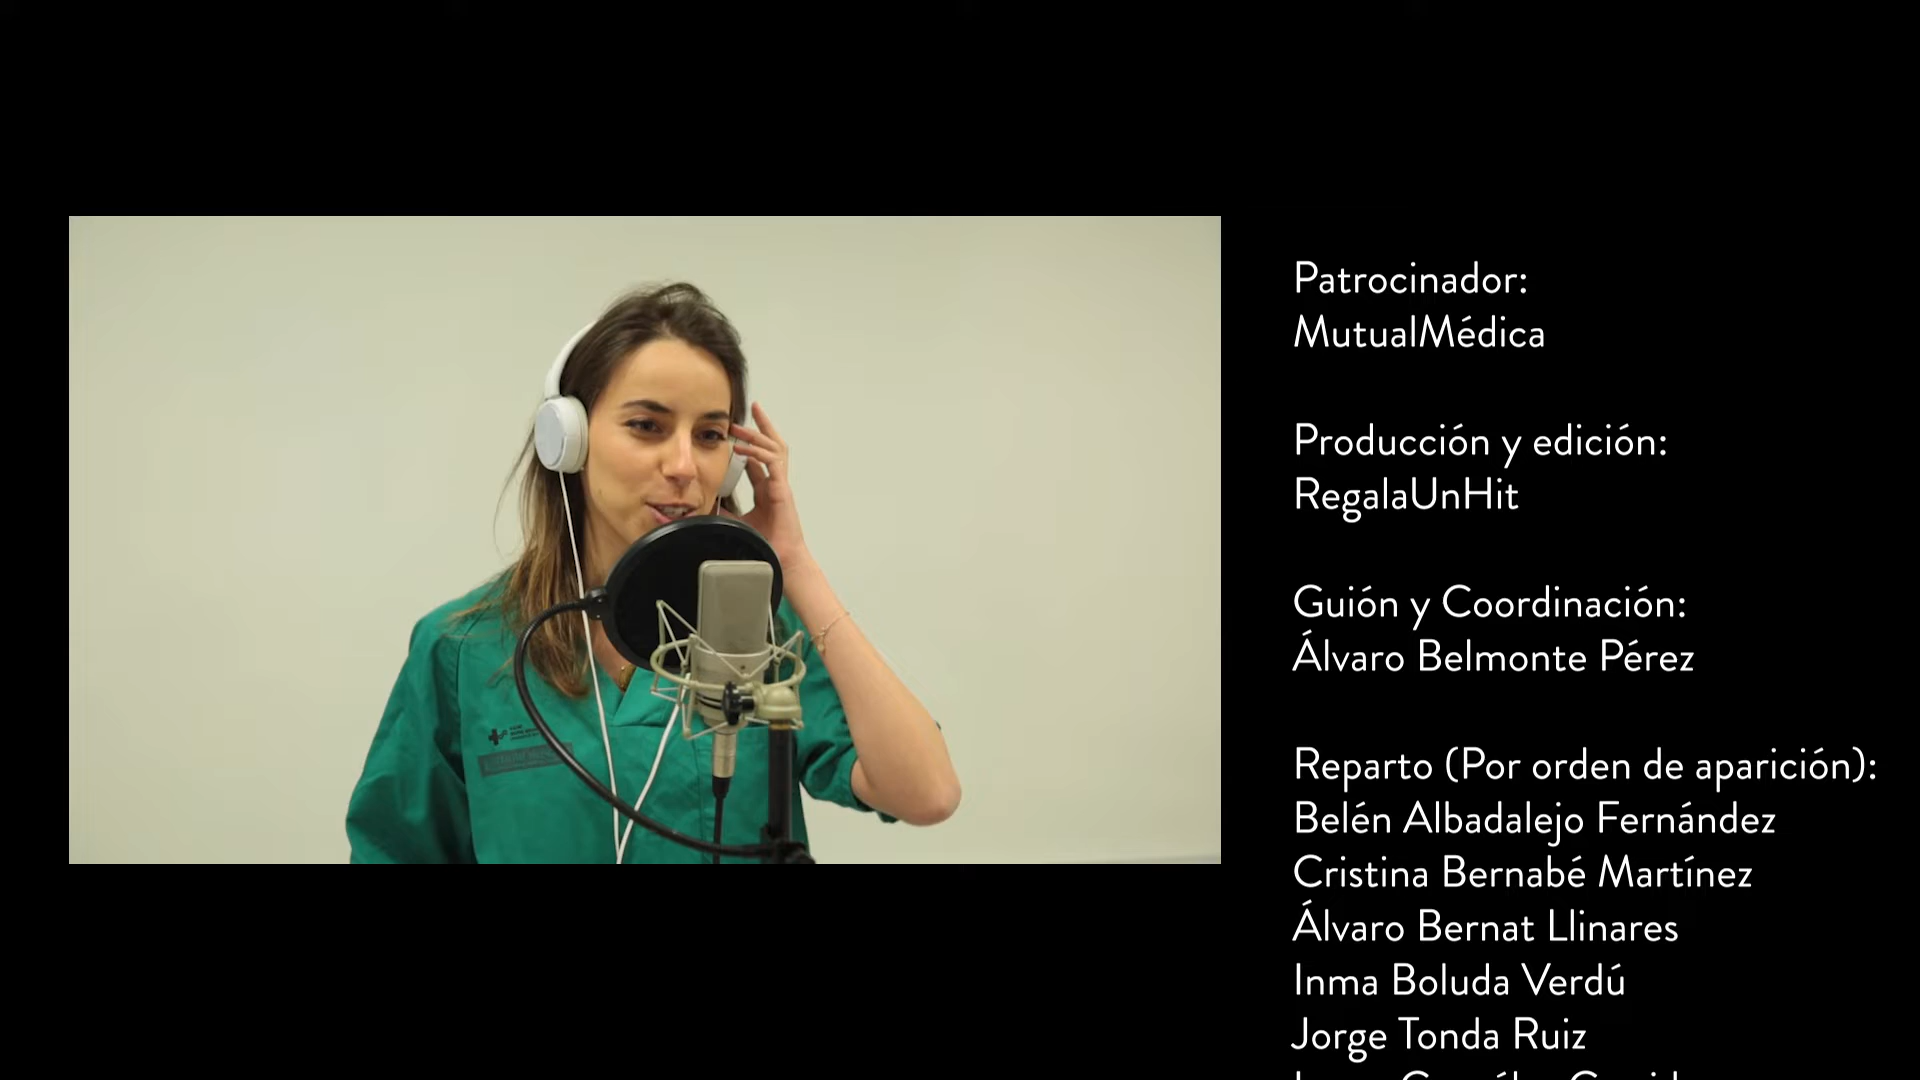 Patrocinador:
MutualMédica
Producción y edición:
RegalaUnHit
Guión y Coordinación:
Álvaro Belmonte Pérez
Reparto (Por orden de aparición):
Belén Albadalejo Fernández
Cristina Bernabé Martínez
Álvaro Bernat Llinares
Inma Boluda Verdú
Jorge Tonda Ruiz